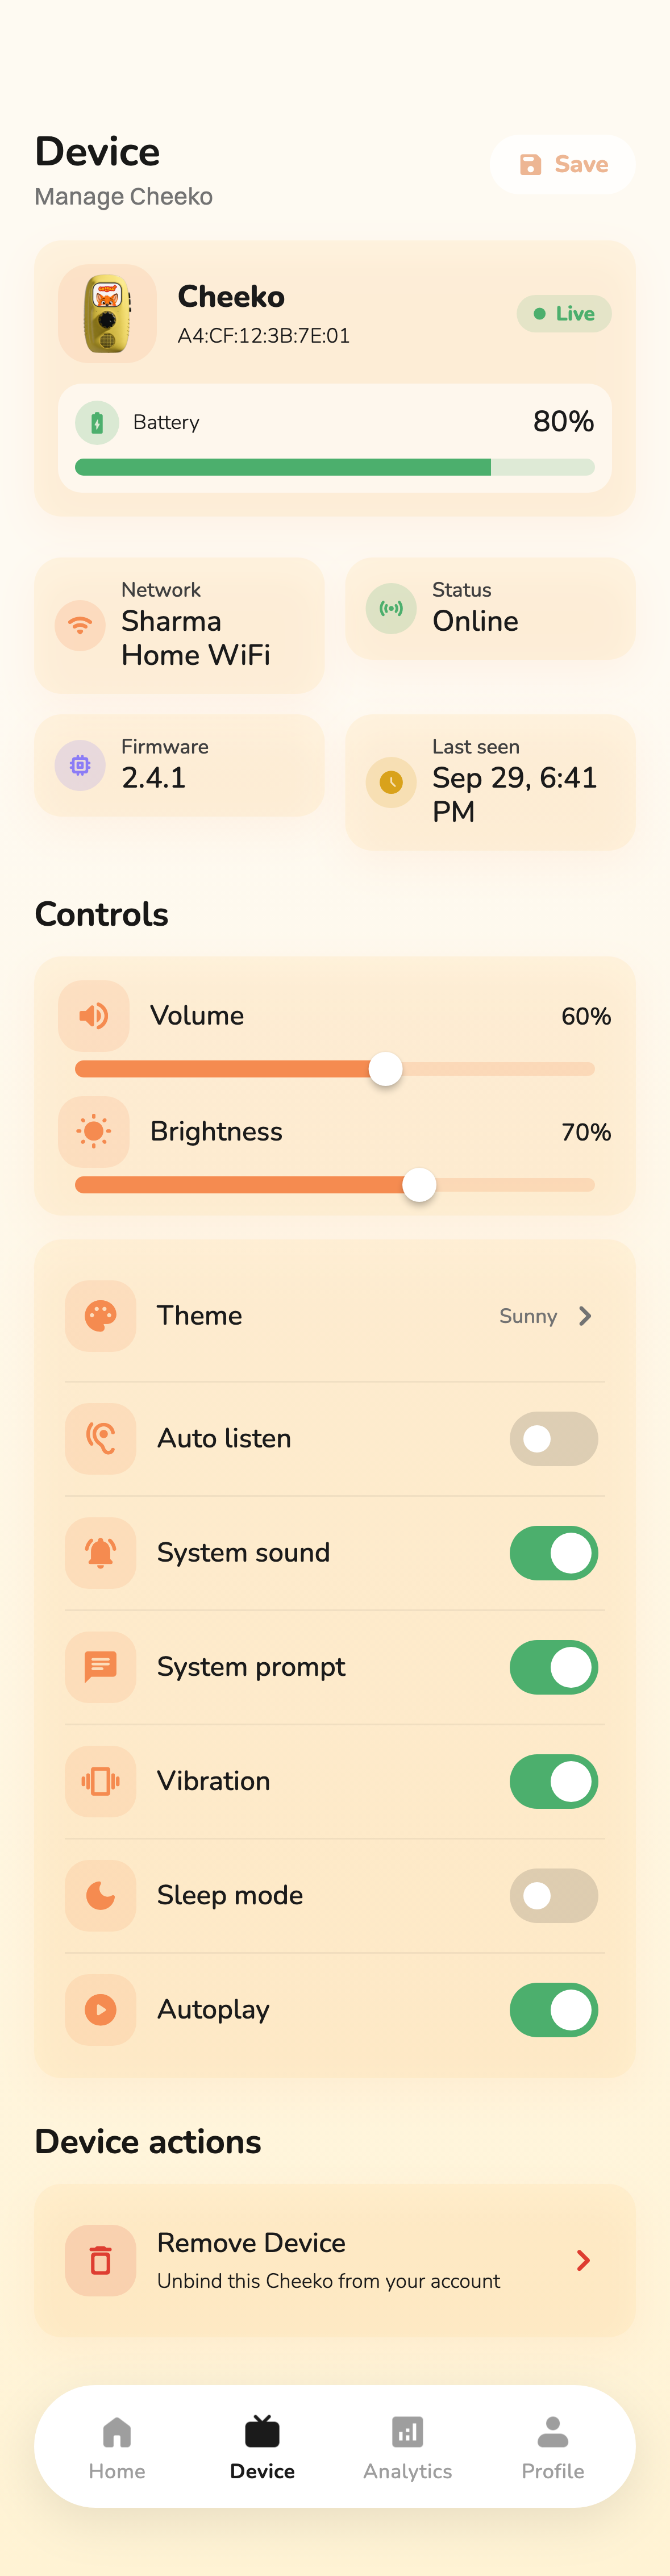 Device
Manage Cheeko
Save
Cheeko
A4:CF:12:3B:7E:01
Live
Battery
80%
Network
Sharma
Home WiFi
Status
Online
Firmware
2.4.1
Last seen
Sep 29, 6:41
PM
Controls
Volume
60%
Brightness
70%
Theme
Sunny
Auto listen
System sound
System prompt
Vibration
Sleep mode
Autoplay
Device actions
Remove Device
Unbind this Cheeko from your account
Home
Device
Analytics
Profile